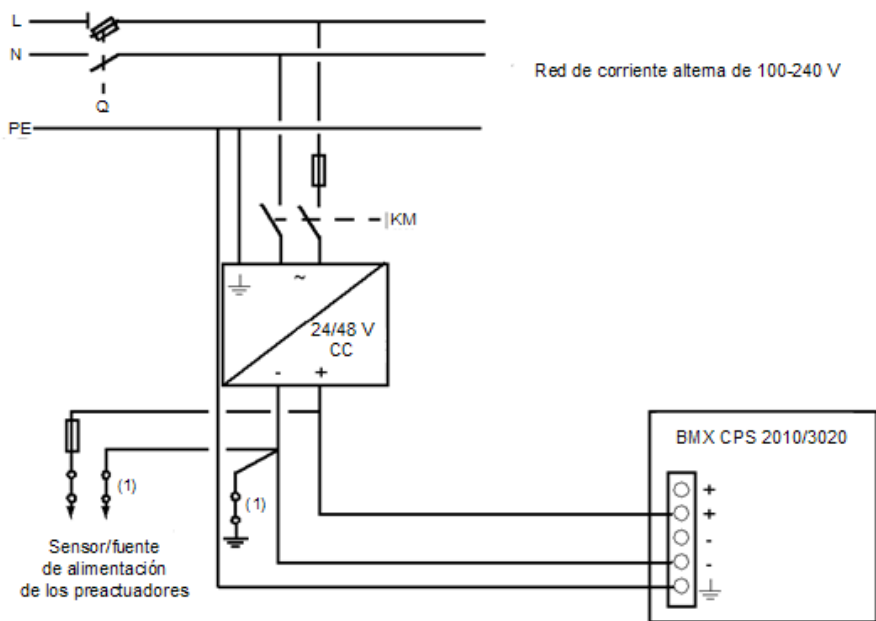 L
N
Q
PE
Red de corriente alterna de 100-240 V
|KM
~
24/48 V
CC
- +
BMX CPS 2010/3020
+
+
-
-
(1)
(1)
Sensor/fuente
de alimentación
de los preactuadores